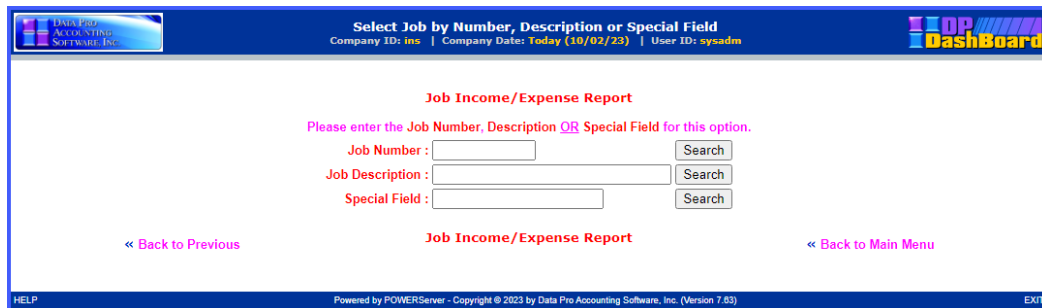 DATA PRO
ACCOUNTING
SOFTWARE, INC.
Select Job by Number, Description or Special Field
Company ID: ins | Company Date: Today (10/02/23) | User ID: sysadm
DP
DashBoard
Job Income/Expense Report
Please enter the Job Number, Description OR Special Field for this option.
Job Number : Search
Job Description : Search
Special Field : Search
« Back to Previous
Job Income/Expense Report
« Back to Main Menu
HELP
Powered by POWERServer - Copyright © 2023 by Data Pro Accounting Software, Inc. (Version 7.63)
EXIT